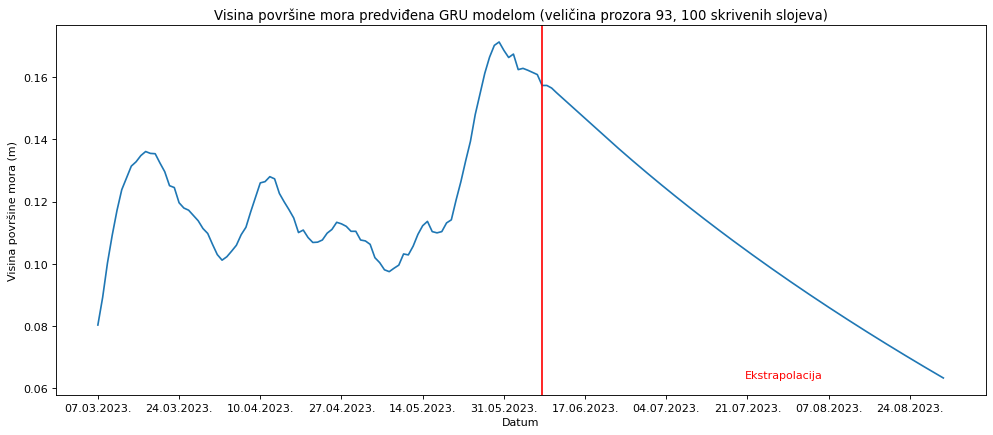 Visina površine mora predviđena GRU modelom (veličina prozora 93, 100 skrivenih slojeva)
Visina površine mora (m)
0.16
0.14
0.12
0.10
0.08
0.06
Ekstrapolacija
07.03.2023. 24.03.2023. 10.04.2023. 27.04.2023. 14.05.2023. 31.05.2023. 17.06.2023. 04.07.2023. 21.07.2023. 07.08.2023. 24.08.2023.
Datum